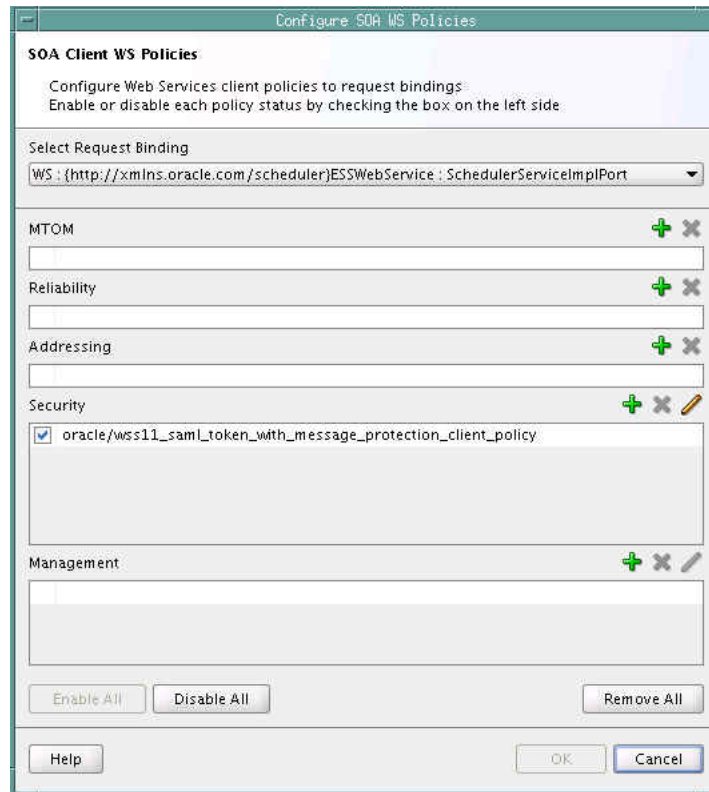 Configure SOA WS Policies
SOA Client WS Policies
Configure Web Services client policies to request bindings
Enable or disable each policy status by checking the box on the left side
Select Request Binding
WS : {http://xmlns.oracle.com/scheduler}ESSWebService : SchedulerServiceImplPort
MTOM
Reliability
Addressing
Security
oracle/wss11_saml_token_with_message_protection_client_policy
Management
Enable All Disable All Remove All
Help OK Cancel